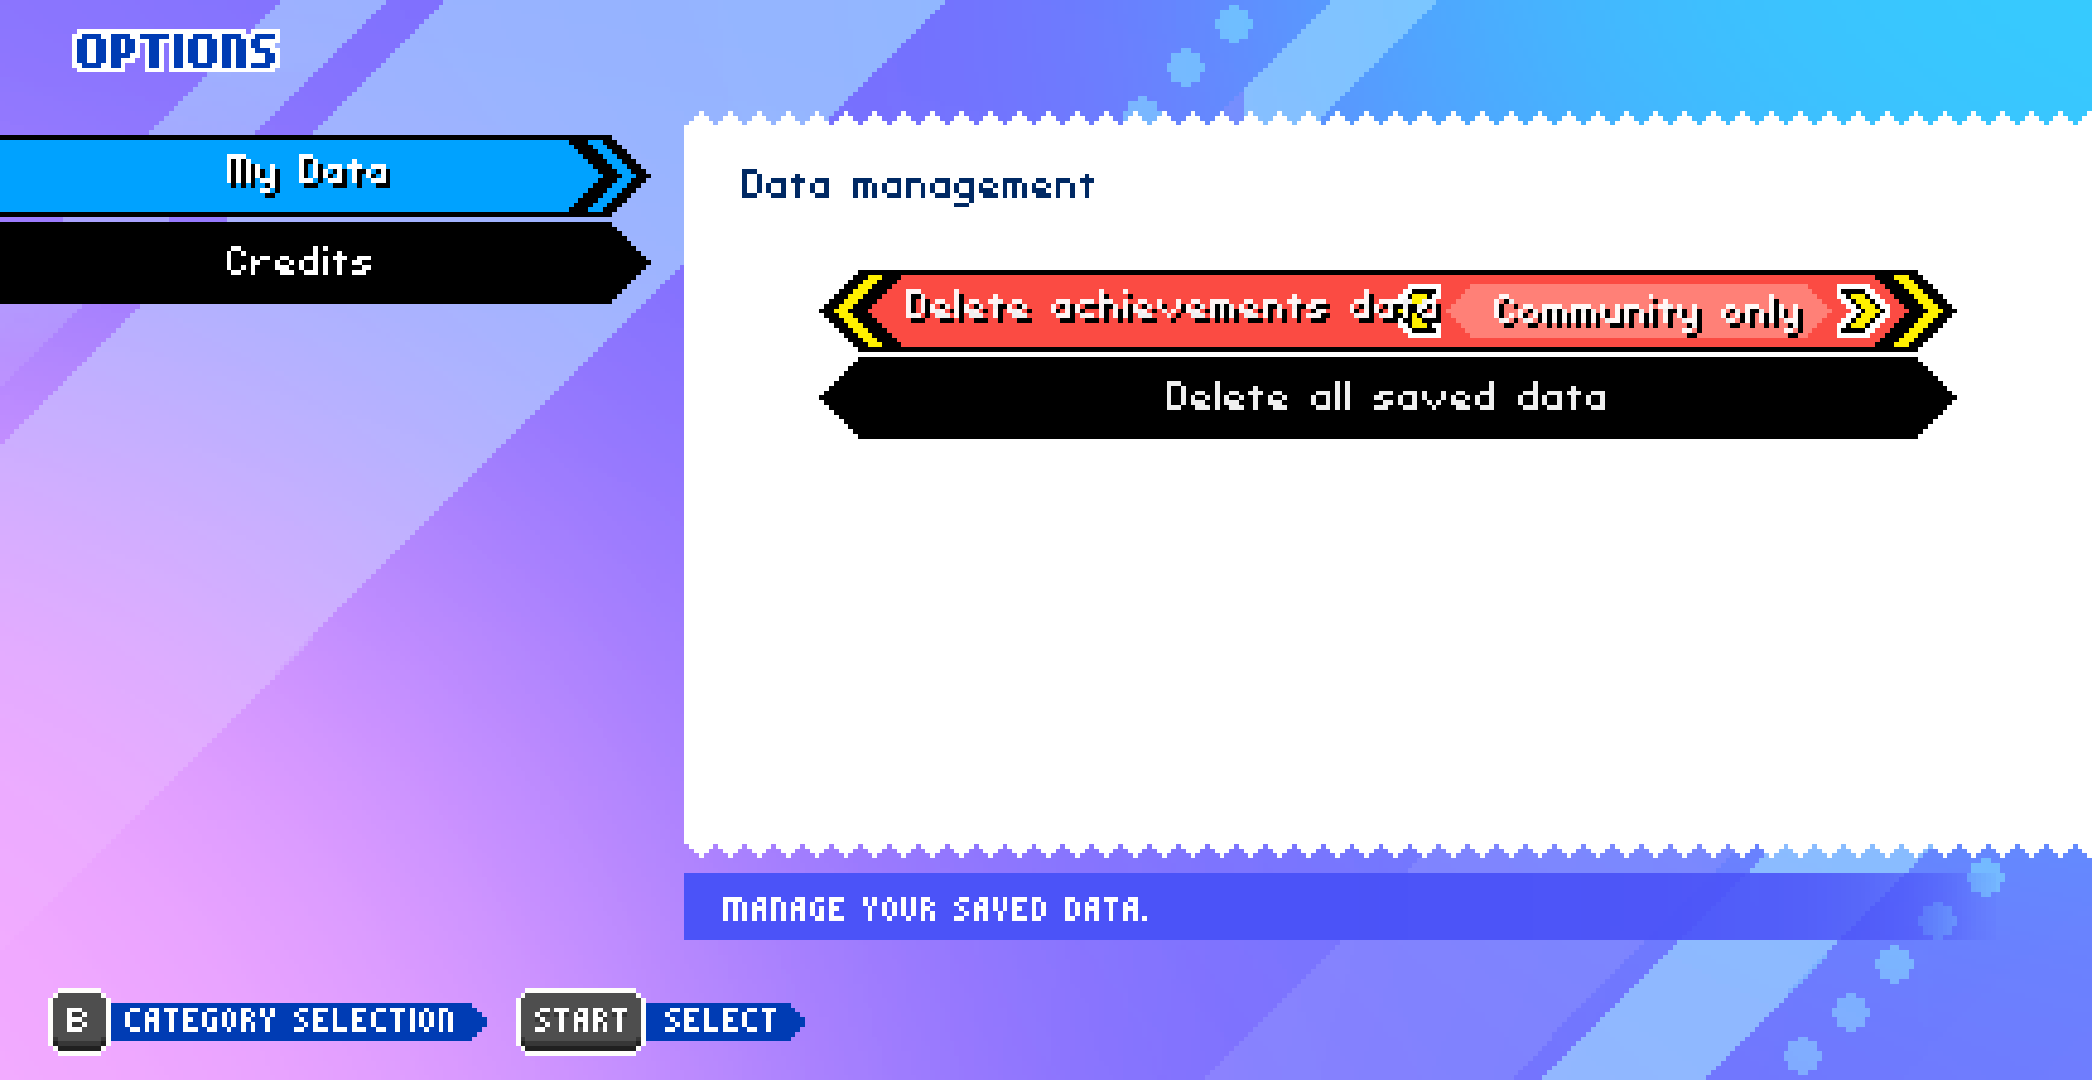 OPTIONS
My Data
Credits
Data management
Delete achievements data
Community only
Delete all saved data
MANAGE YOUR SAVED DATA.
B CATEGORY SELECTION START SELECT